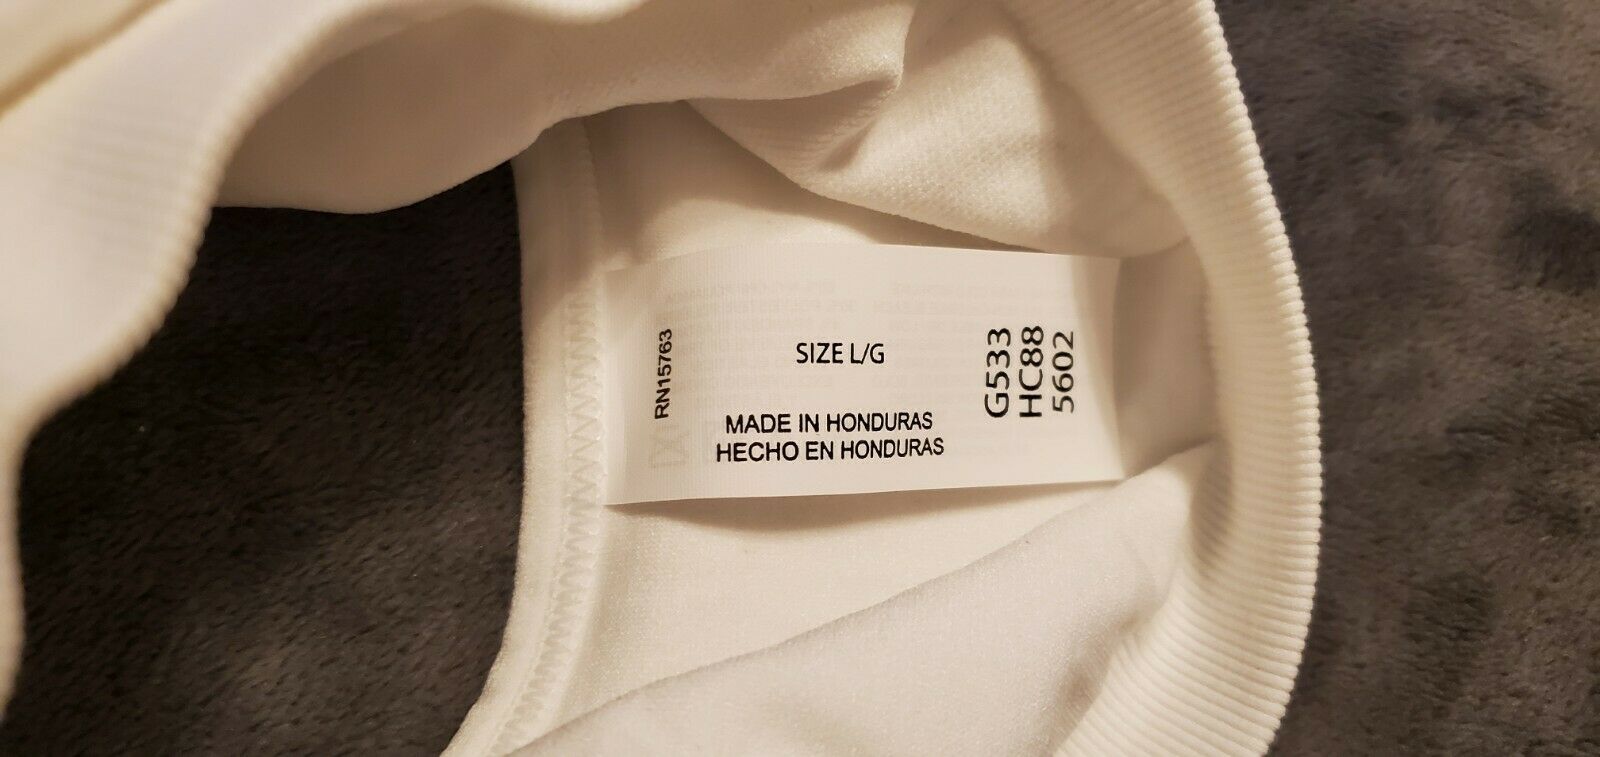 RN15763
SIZE L/G
MADE IN HONDURAS
HECHO EN HONDURAS
G533
HC88
5602